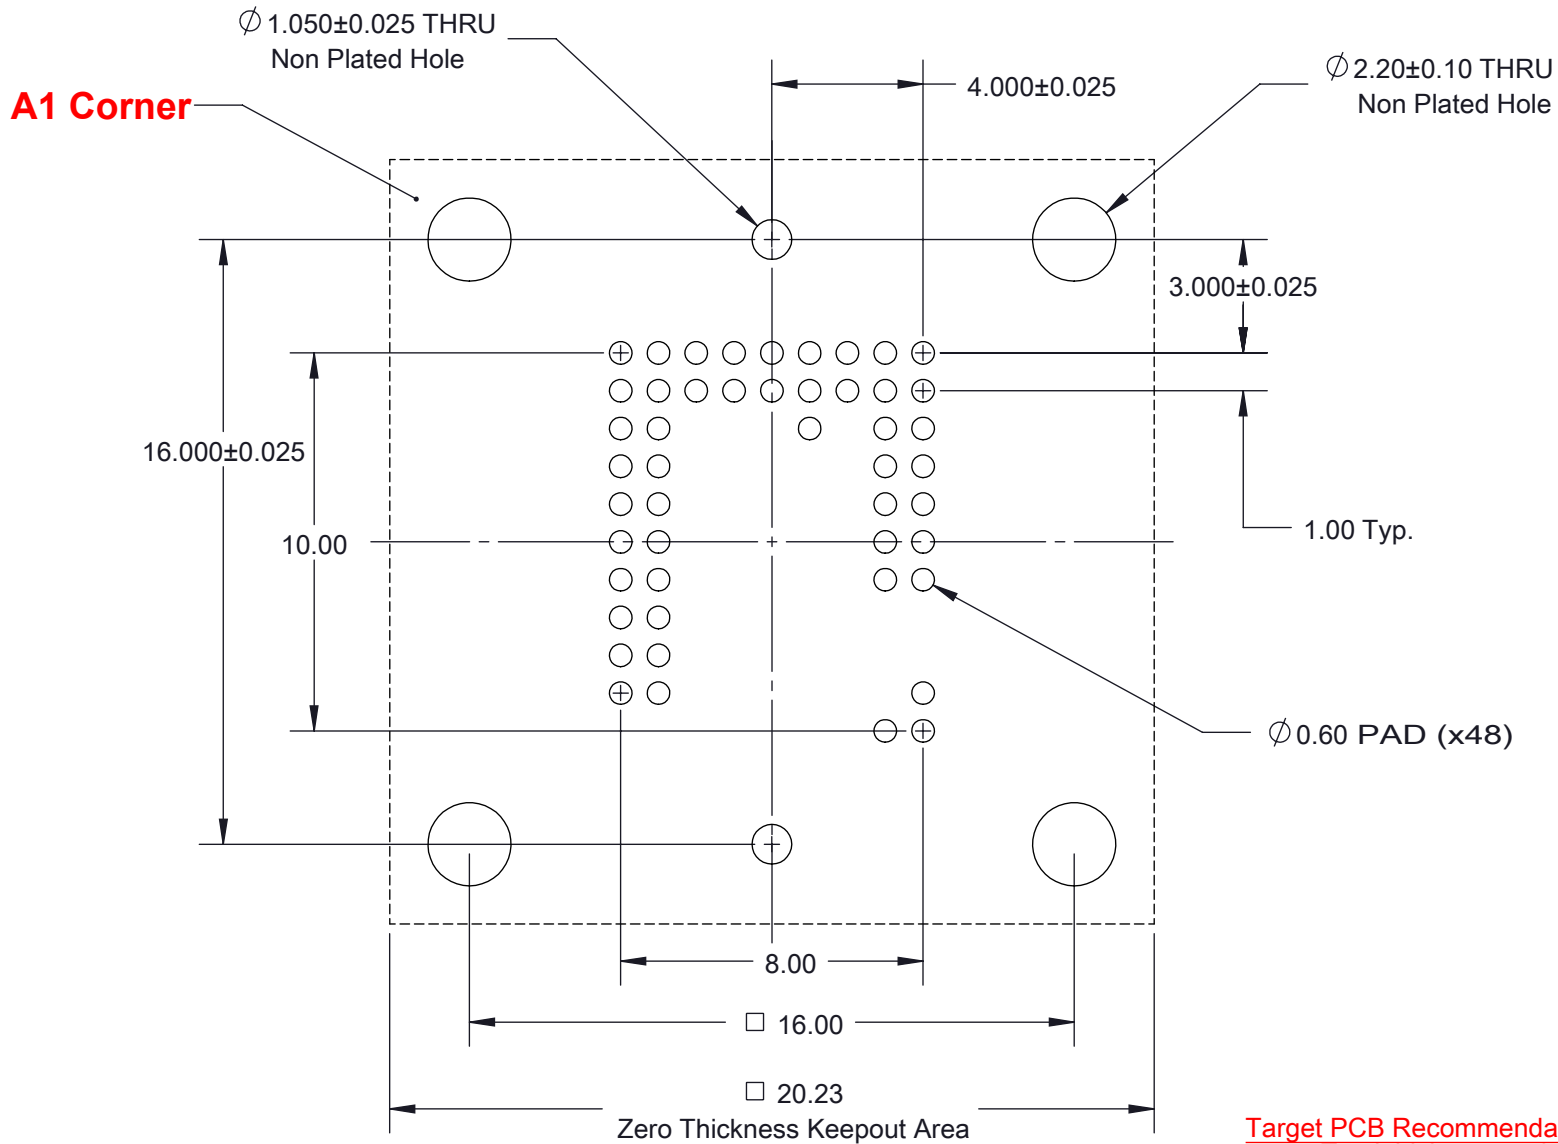 ∅1.050±0.025 THRU
Non Plated Hole
4.000±0.025
∅2.20±0.10 THRU
Non Plated Hole
A1 Corner
3.000±0.025
16.000±0.025
10.00
1.00 Typ.
∅0.60 PAD (x48)
8.00
□ 16.00
□ 20.23
Zero Thickness Keepout Area
Target PCB Recommenda